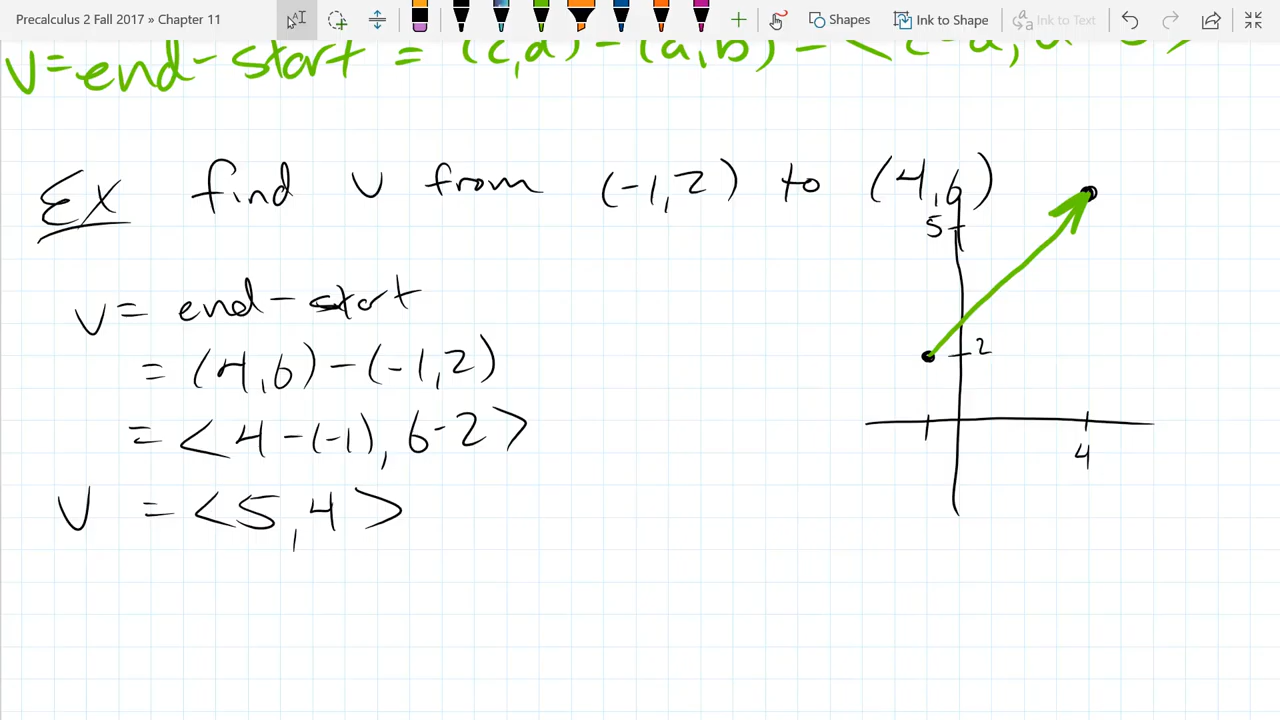 Precalculus 2 Fall 2017 » Chapter 11
Shapes
Ink to Shape
Ink to Text
v = end - start = (c,d) - (a,b) =
Ex find v from (-1,2) to (4,6)
v = end - start
= (4,6) - (-1,2)
= <4-(-1), 6-2>
v = <5,4>
5
2
4